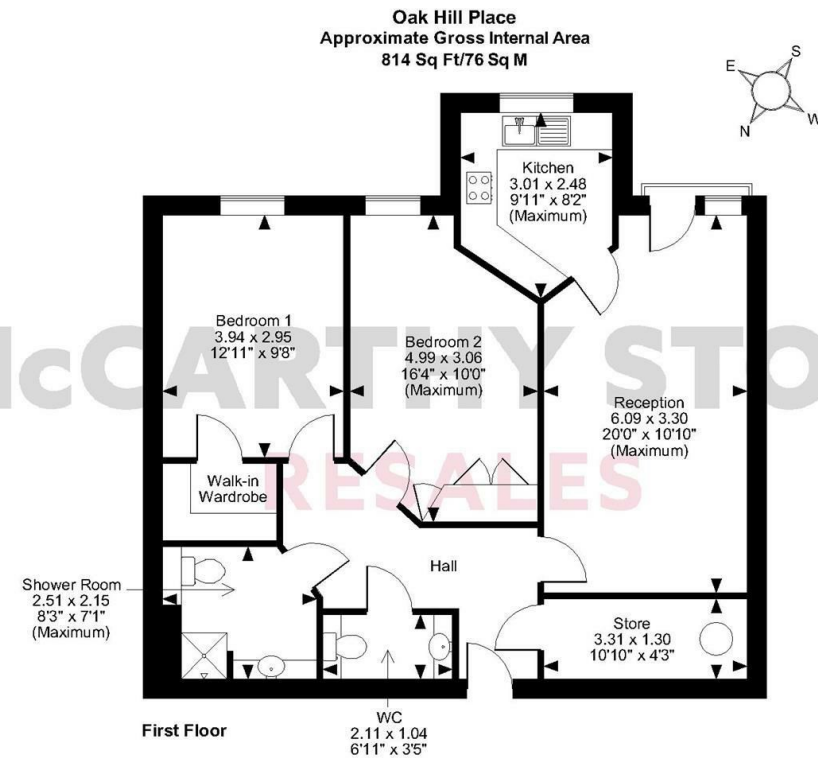 Oak Hill Place
Approximate Gross Internal Area
814 Sq Ft/76 Sq M
E
S
N
W
Kitchen
3.01 x 2.48
9'11" x 8'2"
(Maximum)
Bedroom 1
3.94 x 2.95
12'11" x 9'8"
Bedroom 2
4.99 x 3.06
16'4" x 10'0"
(Maximum)
Reception
6.09 x 3.30
20'0" x 10'10"
(Maximum)
McCARTHY STO
RESALES
Walk-in
Wardrobe
Hall
Shower Room
2.51 x 2.15
8'3" x 7'1"
(Maximum)
Store
3.31 x 1.30
10'10" x 4'3"
First Floor
WC
2.11 x 1.04
6'11" x 3'5"